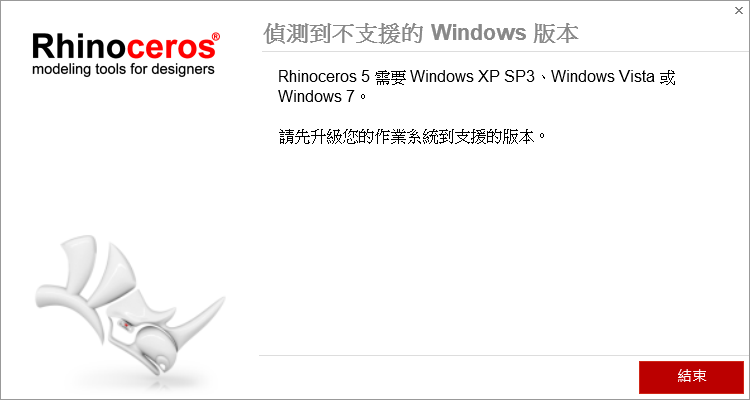 Rhinoceros®
modeling tools for designers
偵測到不支援的 Windows 版本
Rhinoceros 5 需要 Windows XP SP3、Windows Vista 或
Windows 7。
請先升級您的作業系統到支援的版本。
結束